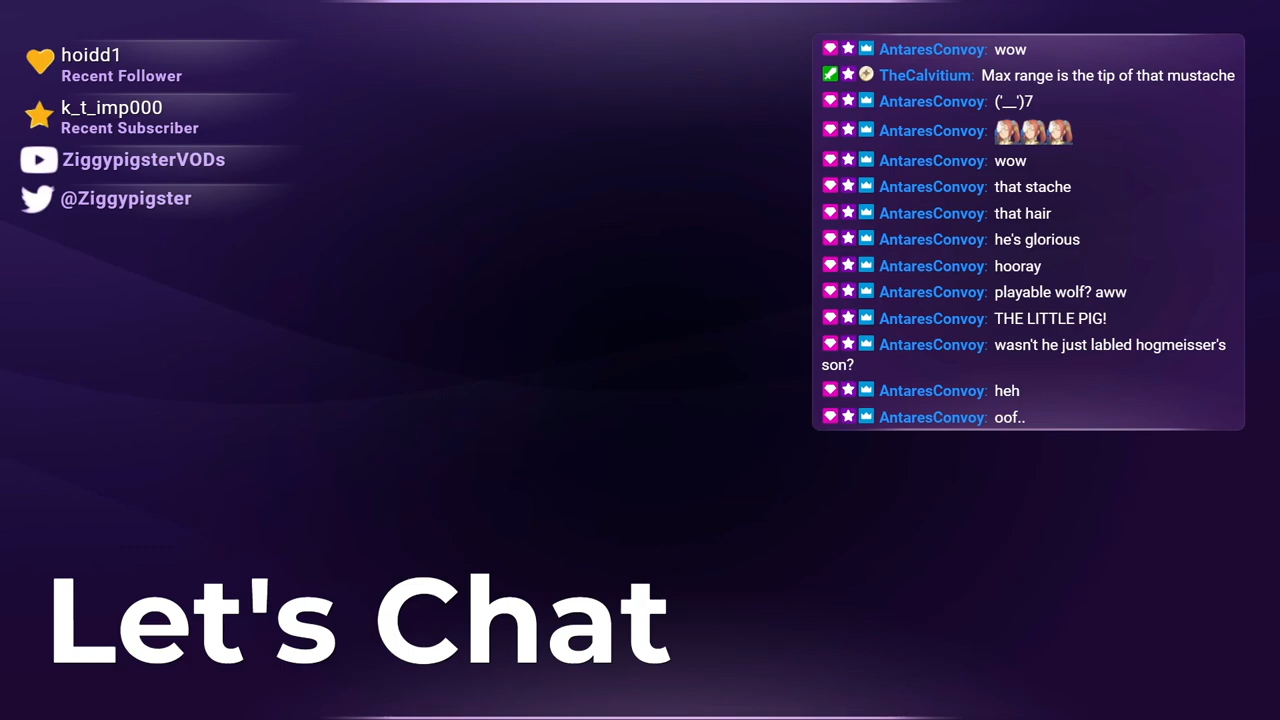 hoidd1
Recent Follower
k_t_imp000
Recent Subscriber
ZiggypigsterVODs
@Ziggypigster
AntaresConvoy: wow
TheCalvitium: Max range is the tip of that mustache
AntaresConvoy: ('__')7
AntaresConvoy:
AntaresConvoy: wow
AntaresConvoy: that stache
AntaresConvoy: that hair
AntaresConvoy: he's glorious
AntaresConvoy: hooray
AntaresConvoy: playable wolf? aww
AntaresConvoy: THE LITTLE PIG!
AntaresConvoy: wasn't he just labled hogmeisser's
son?
AntaresConvoy: heh
AntaresConvoy: oof..
Let's Chat